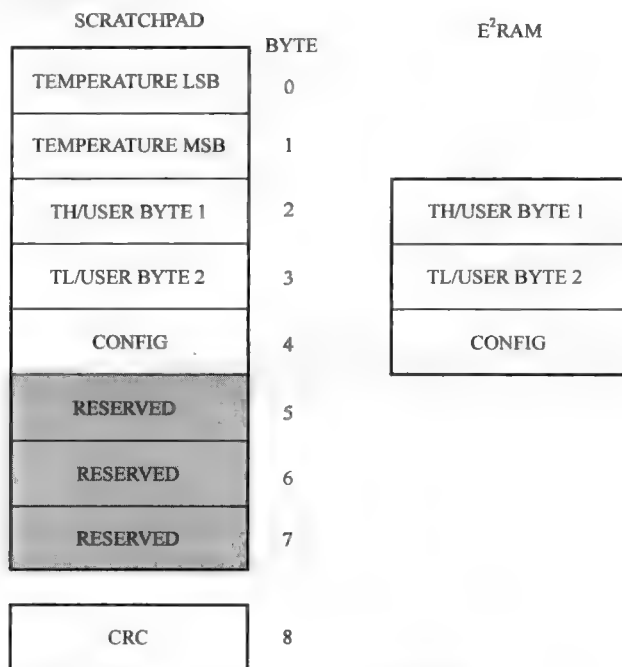 SCRATCHPAD
BYTE
E²RAM
TEMPERATURE LSB 0
TEMPERATURE MSB 1
TH/USER BYTE 1 2 TH/USER BYTE 1
TL/USER BYTE 2 3 TL/USER BYTE 2
CONFIG 4 CONFIG
RESERVED 5
RESERVED 6
RESERVED 7
CRC 8